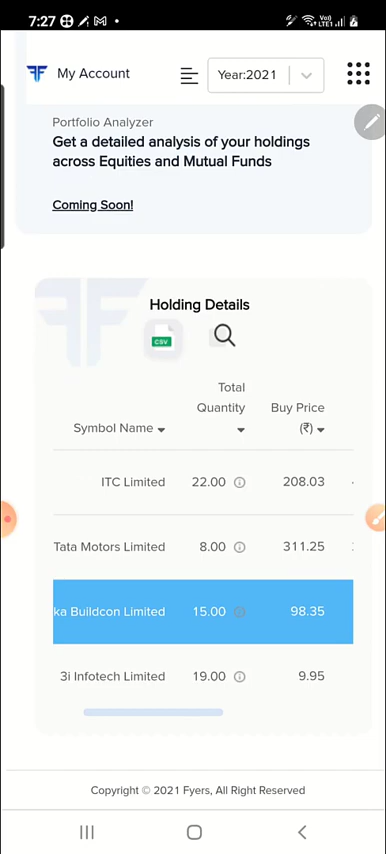 7:27
Vo)
LTE1
My Account
Year:2021
Portfolio Analyzer
Get a detailed analysis of your holdings
across Equities and Mutual Funds
Coming Soon!
Holding Details
CSV
Symbol Name
Total
Quantity
Buy Price
(₹)
ITC Limited 22.00 208.03
Tata Motors Limited 8.00 311.25
ka Buildcon Limited 15.00 98.35
3i Infotech Limited 19.00 9.95
Copyright © 2021 Fyers, All Right Reserved